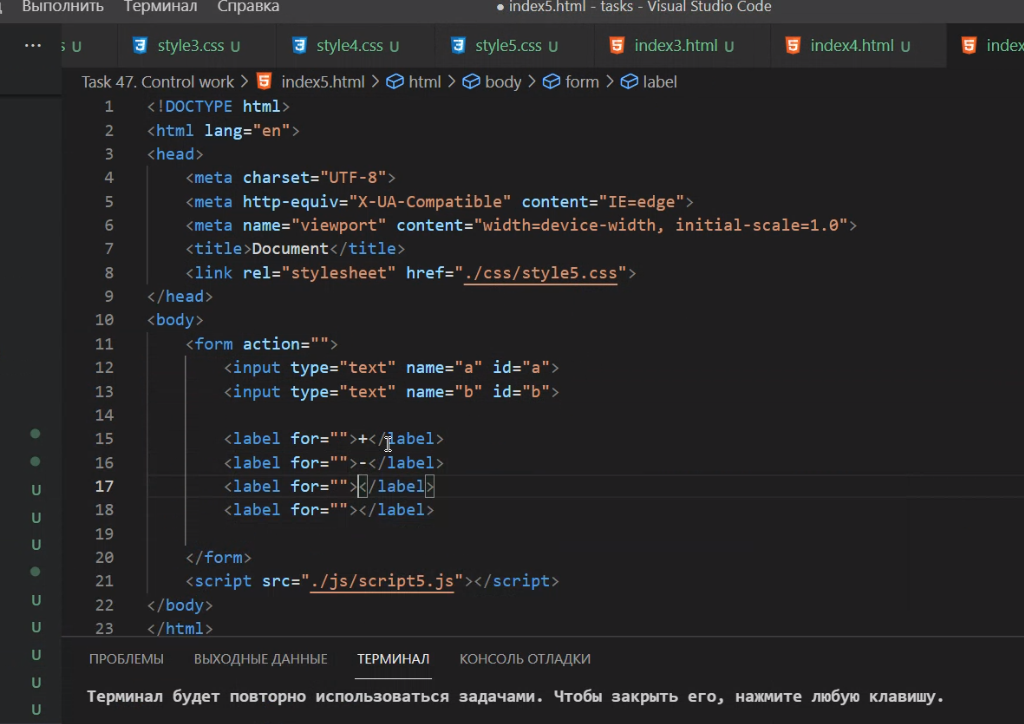 Выполнить Терминал Справка ● index5.html - tasks - Visual Studio Code
··· s U style3.css U style4.css U style5.css U index3.html U index4.html U index
Task 47. Control work > index5.html > html > body > form > label
1 <!DOCTYPE html>
2 <html lang="en">
3 <head>
4 <meta charset="UTF-8">
5 <meta http-equiv="X-UA-Compatible" content="IE=edge">
6 <meta name="viewport" content="width=device-width, initial-scale=1.0">
7 <title>Document</title>
8 <link rel="stylesheet" href="./css/style5.css">
9 </head>
10 <body>
11 <form action="">
12 <input type="text" name="a" id="a">
13 <input type="text" name="b" id="b">
14
15 <label for="">+</label>
16 <label for="">-</label>
U 17 <label for=""></label>
18 <label for=""></label>
U 19
U 20 </form>
21 <script src="./js/script5.js"></script>
U 22 </body>
U 23 </html>
U ПРОБЛЕМЫ ВЫХОДНЫЕ ДАННЫЕ ТЕРМИНАЛ КОНСОЛЬ ОТЛАДКИ
U Терминал будет повторно использоваться задачами. Чтобы закрыть его, нажмите любую клавишу.
U